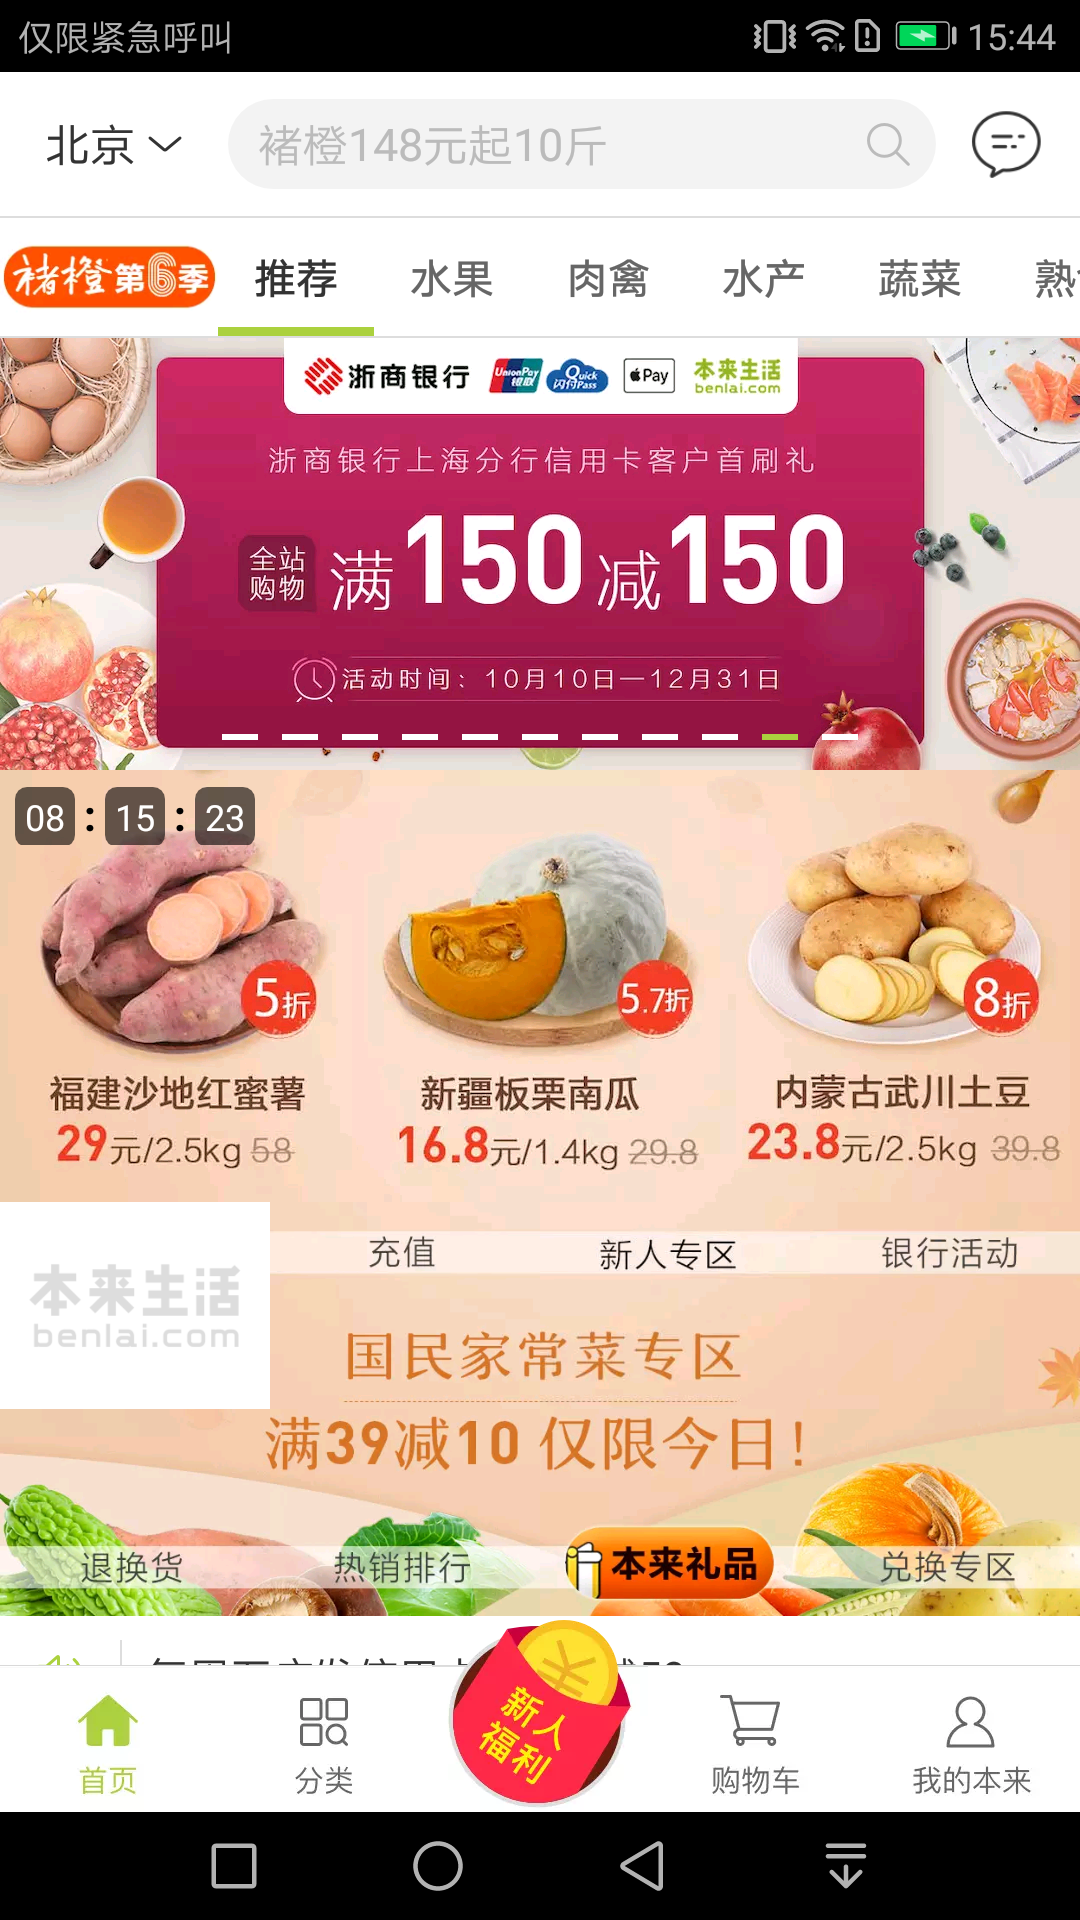 仅限紧急呼叫
15:44
北京
褚橙148元起10斤
褚橙第6季
推荐
水果
肉禽
水产
蔬菜
浙商银行
UnionPay 银联
Quick Pass 闪付
Pay
本来生活
benlai.com
浙商银行上海分行信用卡客户首刷礼
全站购物
满150减150
活动时间：10月10日—12月31日
08:15:23
5折
5.7折
8折
福建沙地红蜜薯
新疆板栗南瓜
内蒙古武川土豆
29元/2.5kg 58
16.8元/1.4kg 29.8
23.8元/2.5kg 39.8
本来生活
benlai.com
充值
新人专区
银行活动
国民家常菜专区
满39减10 仅限今日！
退换货
热销排行
本来礼品
兑换专区
新人福利
首页
分类
购物车
我的本来